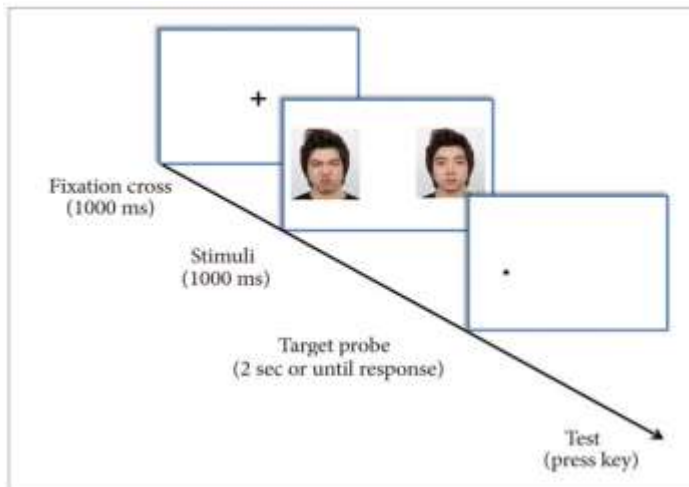 Fixation cross
(1000 ms)
Stimuli
(1000 ms)
Target probe
(2 sec or until response)
Test
(press key)